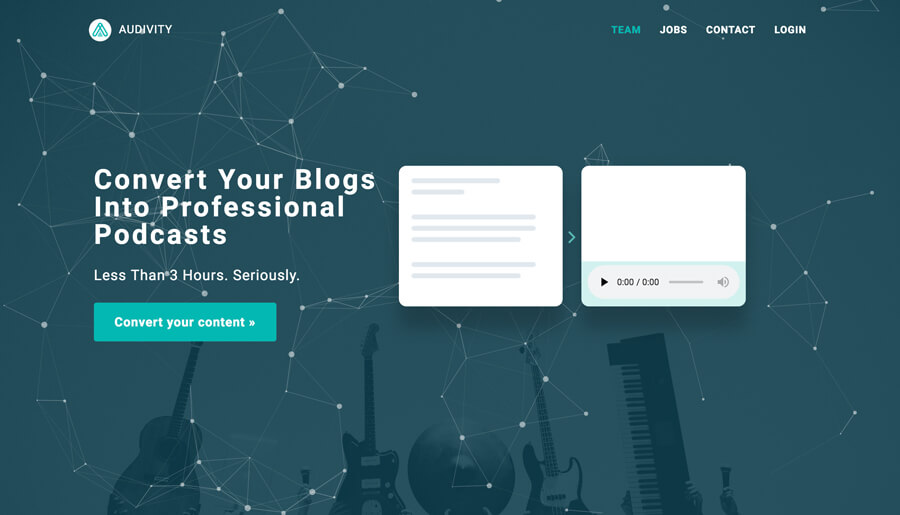 AUDIVITY
TEAM JOBS CONTACT LOGIN
Convert Your Blogs
Into Professional
Podcasts
Less Than 3 Hours. Seriously.
Convert your content »
0:00 / 0:00